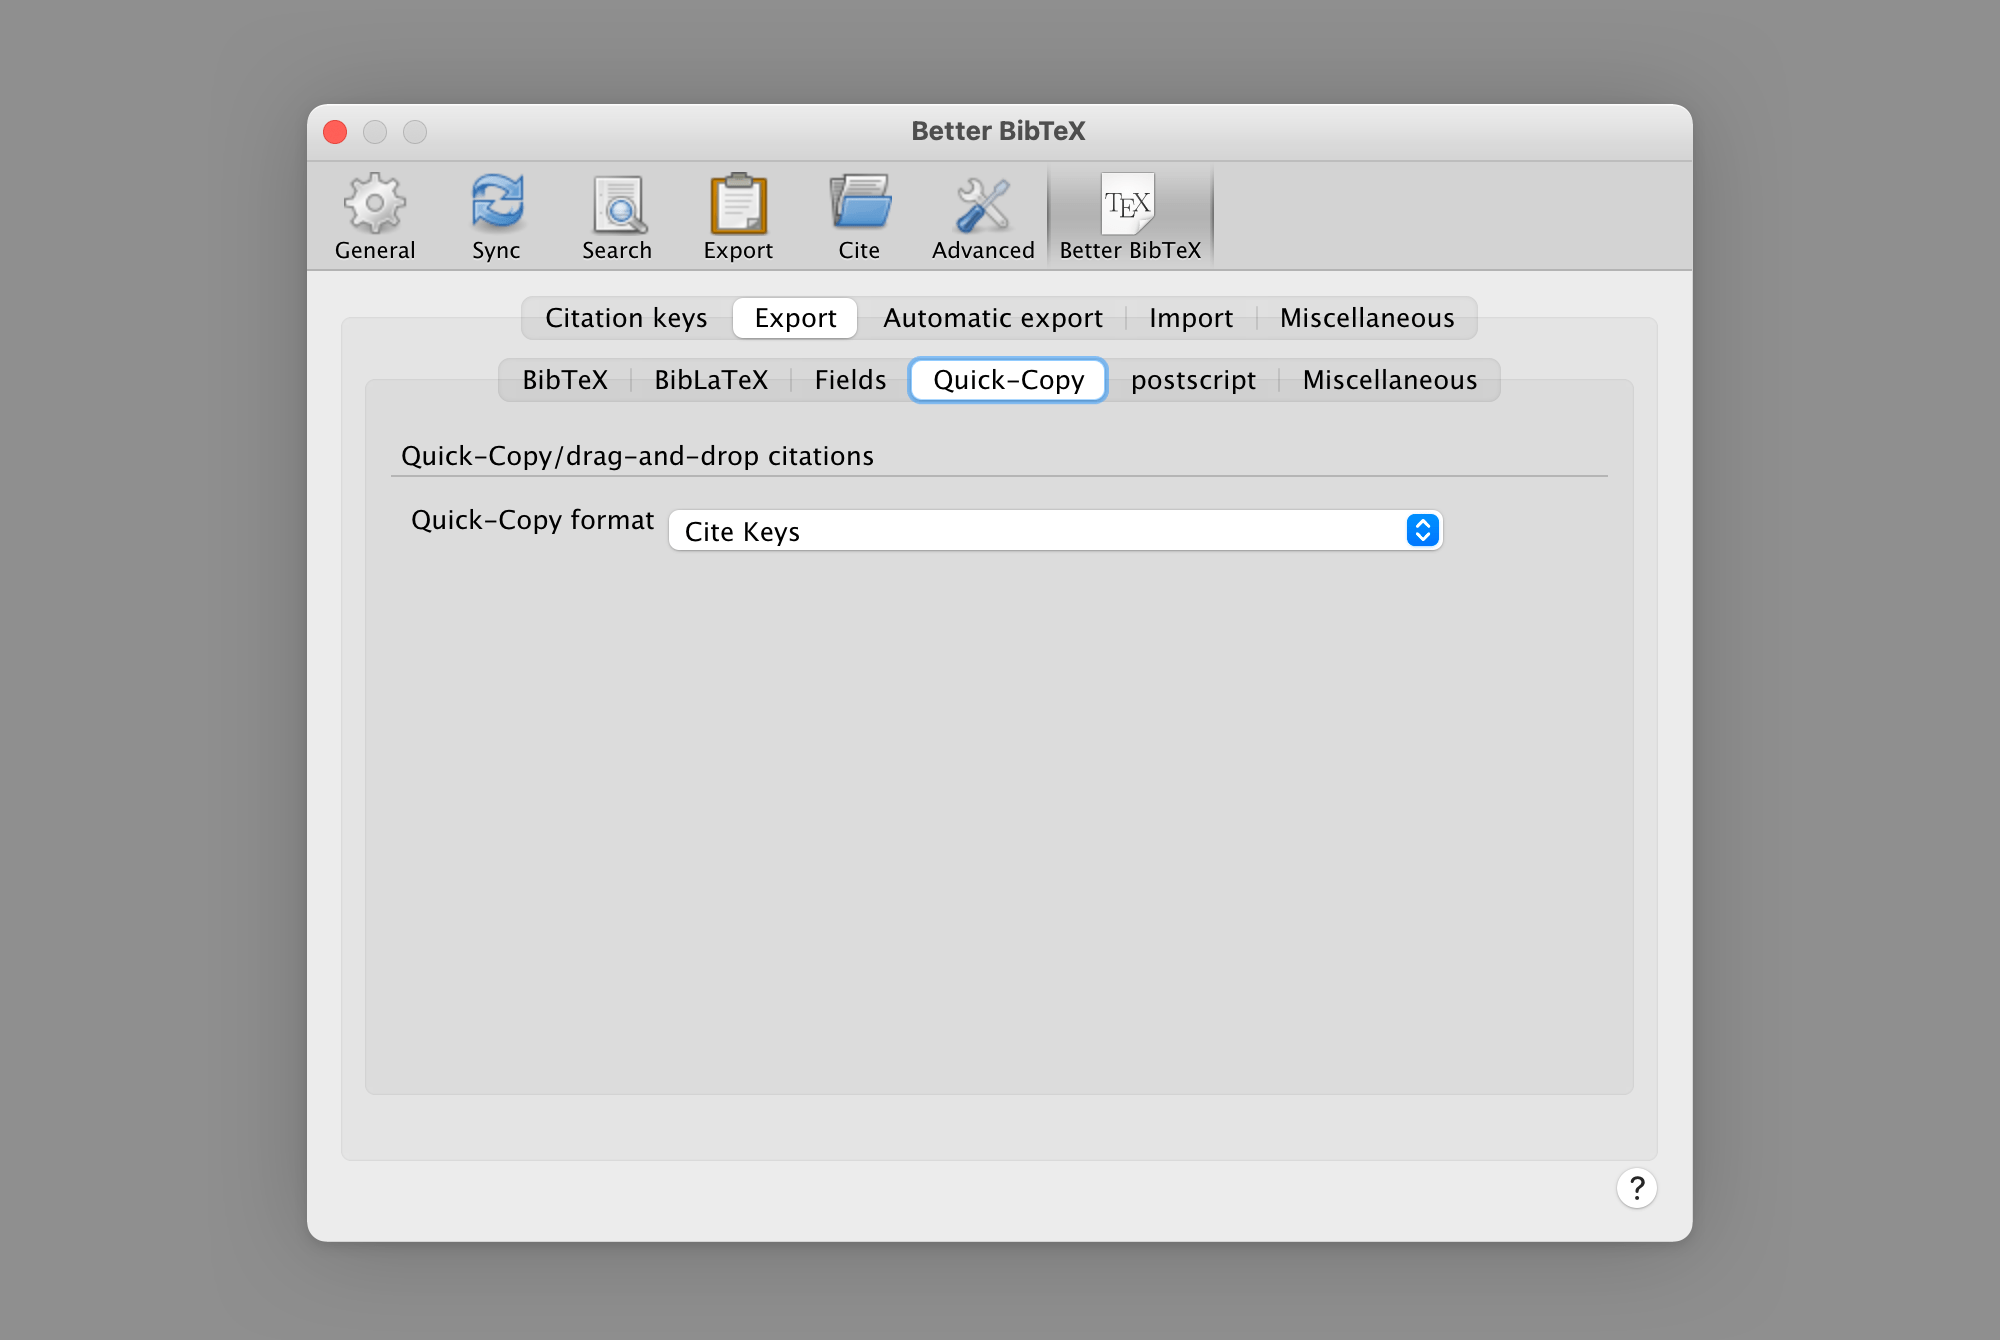 Better BibTeX
TEX
General Sync Search Export Cite Advanced Better BibTeX
Citation keys Export Automatic export Import Miscellaneous
BibTeX BibLaTeX Fields Quick-Copy postscript Miscellaneous
Quick-Copy/drag-and-drop citations
Quick-Copy format Cite Keys
?